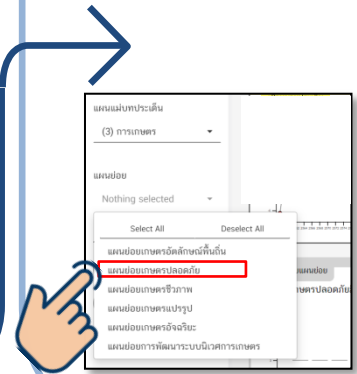 แผนแม่บทประเด็น
(3) การเกษตร
แผนย่อย
Nothing selected
Select All Deselect All
แผนย่อยเกษตรอัตลักษณ์พื้นถิ่น
แผนย่อยเกษตรปลอดภัย
แผนย่อยเกษตรชีวภาพ
แผนย่อยเกษตรแปรรูป
แผนย่อยเกษตรอัจฉริยะ
แผนย่อยการพัฒนาระบบนิเวศการเกษตร
แผนย่อย
เกษตรปลอดภัย